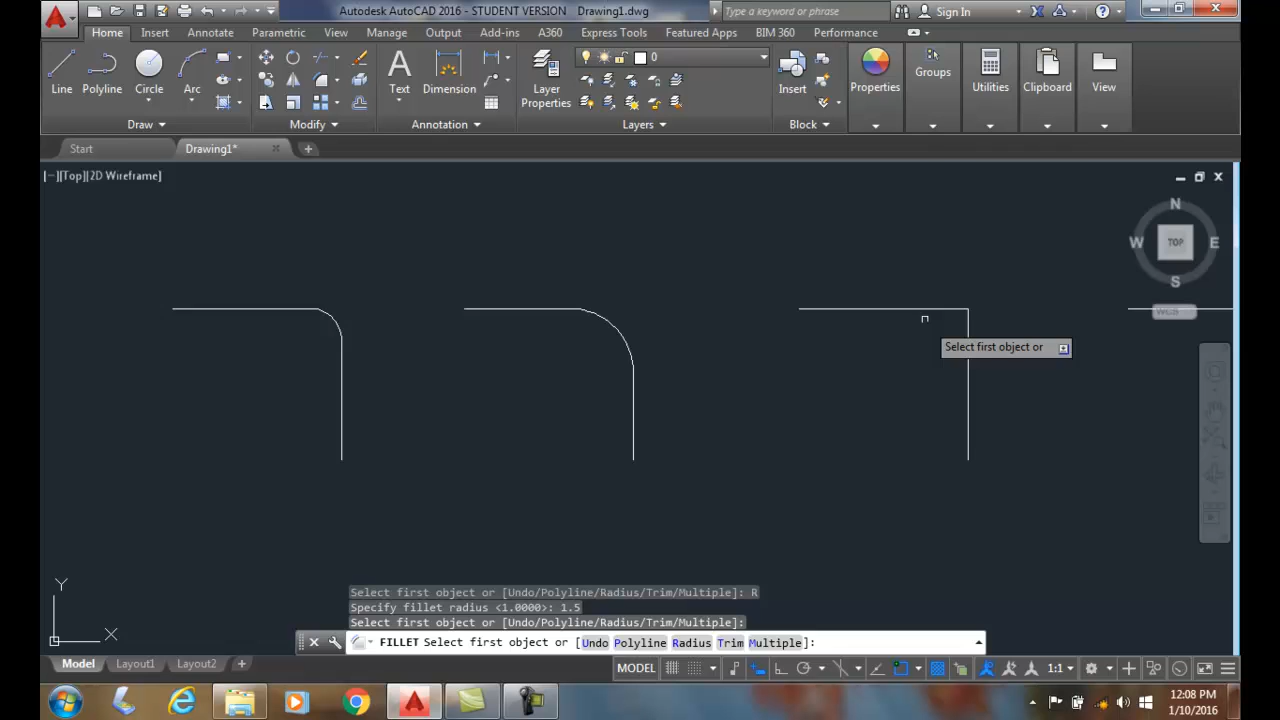 Autodesk AutoCAD 2016 - STUDENT VERSION Drawing1.dwg
Type a keyword or phrase
Sign In
Home Insert Annotate Parametric View Manage Output Add-ins A360 Express Tools Featured Apps BIM 360 Performance
0
Line Polyline Circle Arc Text Dimension Layer Properties Insert Properties Groups Utilities Clipboard View
Draw Modify Annotation Layers Block
Start Drawing1*
[−][Top][2D Wireframe]
N
W TOP E
S
WCS
Select first object or
Y
X
Select first object or [Undo/Polyline/Radius/Trim/Multiple]: R
Specify fillet radius <1.0000>: 1.5
Select first object or [Undo/Polyline/Radius/Trim/Multiple]:
FILLET Select first object or [Undo Polyline Radius Trim Multiple]:
Model Layout1 Layout2 MODEL 1:1
12:08 PM
1/10/2016